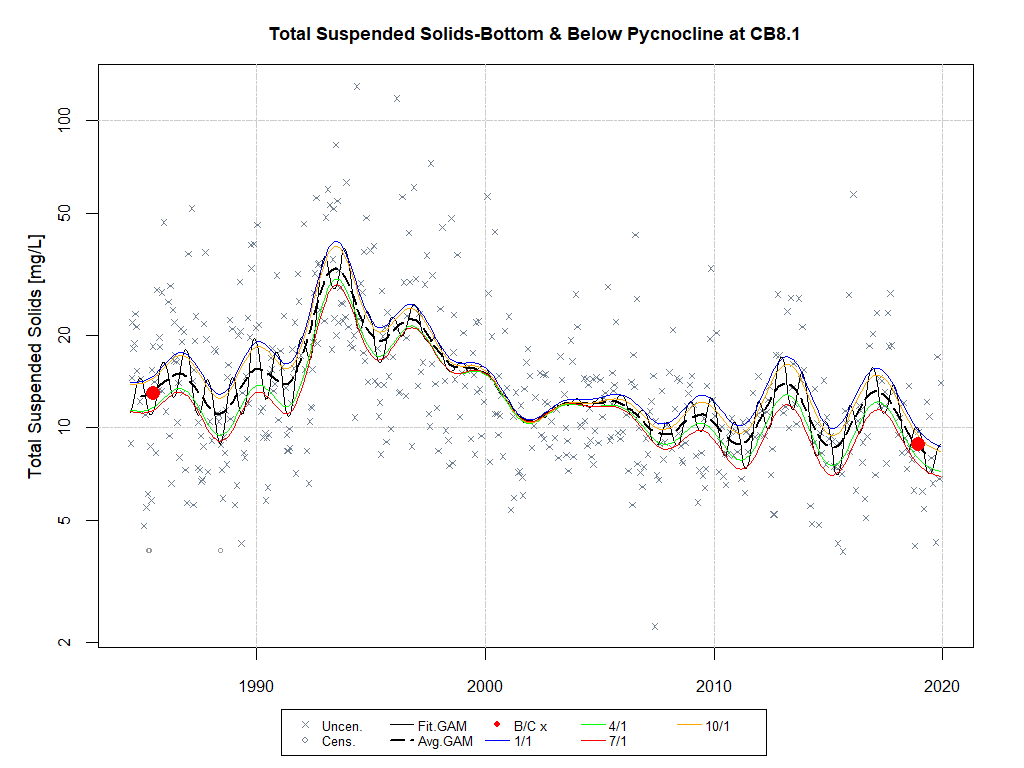 Total Suspended Solids-Bottom & Below Pycnocline at CB8.1
Total Suspended Solids [mg/L]
100
50
20
10
5
2
1990 2000 2010 2020
Uncen. Fit.GAM B/C x 4/1 10/1
Cens. Avg.GAM 1/1 7/1